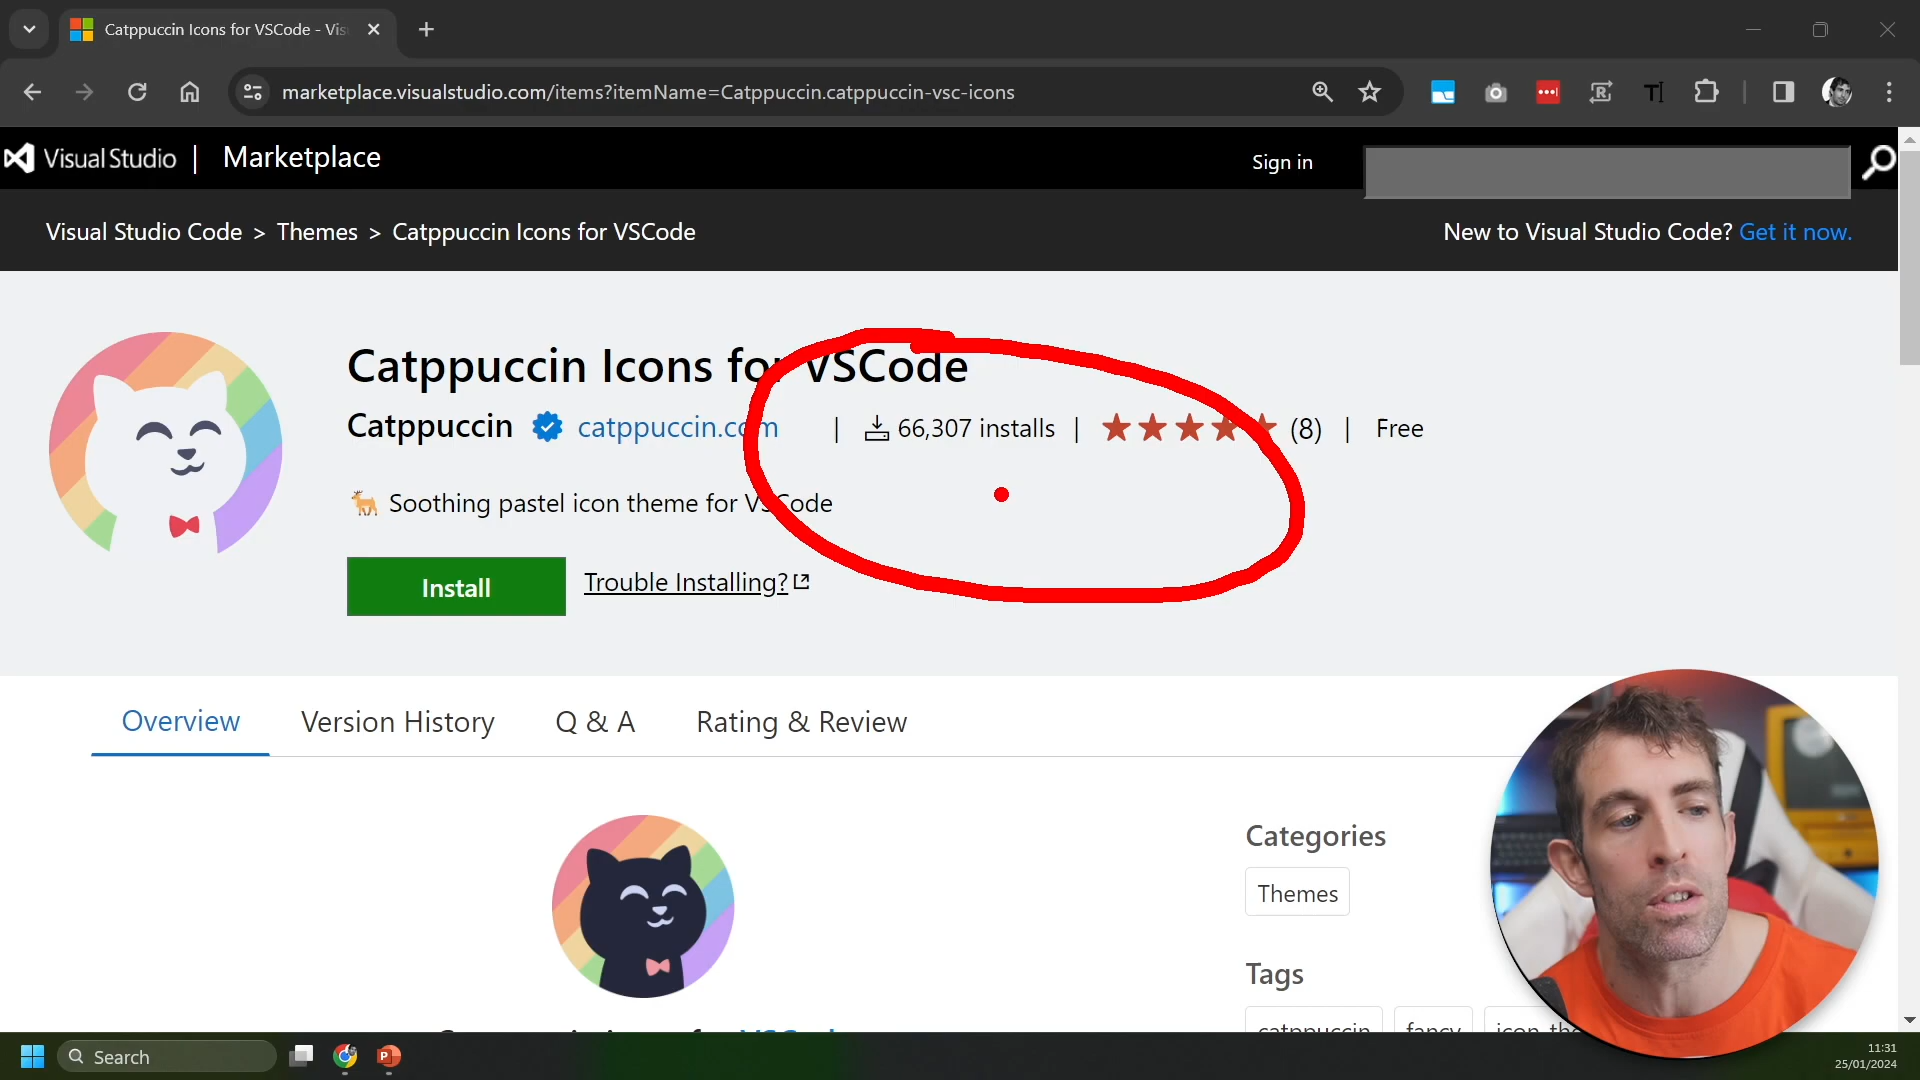 Catppuccin Icons for VSCode - Vis
marketplace.visualstudio.com/items?itemName=Catppuccin.catppuccin-vsc-icons
Visual Studio | Marketplace
Sign in
Visual Studio Code > Themes > Catppuccin Icons for VSCode
New to Visual Studio Code? Get it now.
Catppuccin Icons for VSCode
Catppuccin catppuccin.com | 66,307 installs | (8) | Free
Soothing pastel icon theme for VSCode
Install Trouble Installing?
Overview Version History Q & A Rating & Review
Categories
Themes
Tags
catppuccin fancy
Search
11:31
25/01/2024